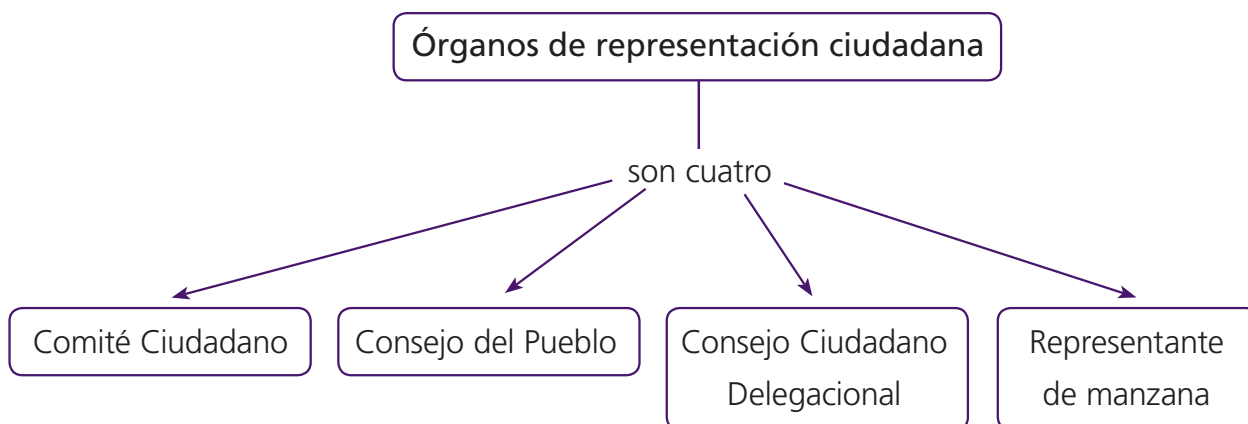 Órganos de representación ciudadana
son cuatro
Comité Ciudadano
Consejo del Pueblo
Consejo Ciudadano
Delegacional
Representante
de manzana